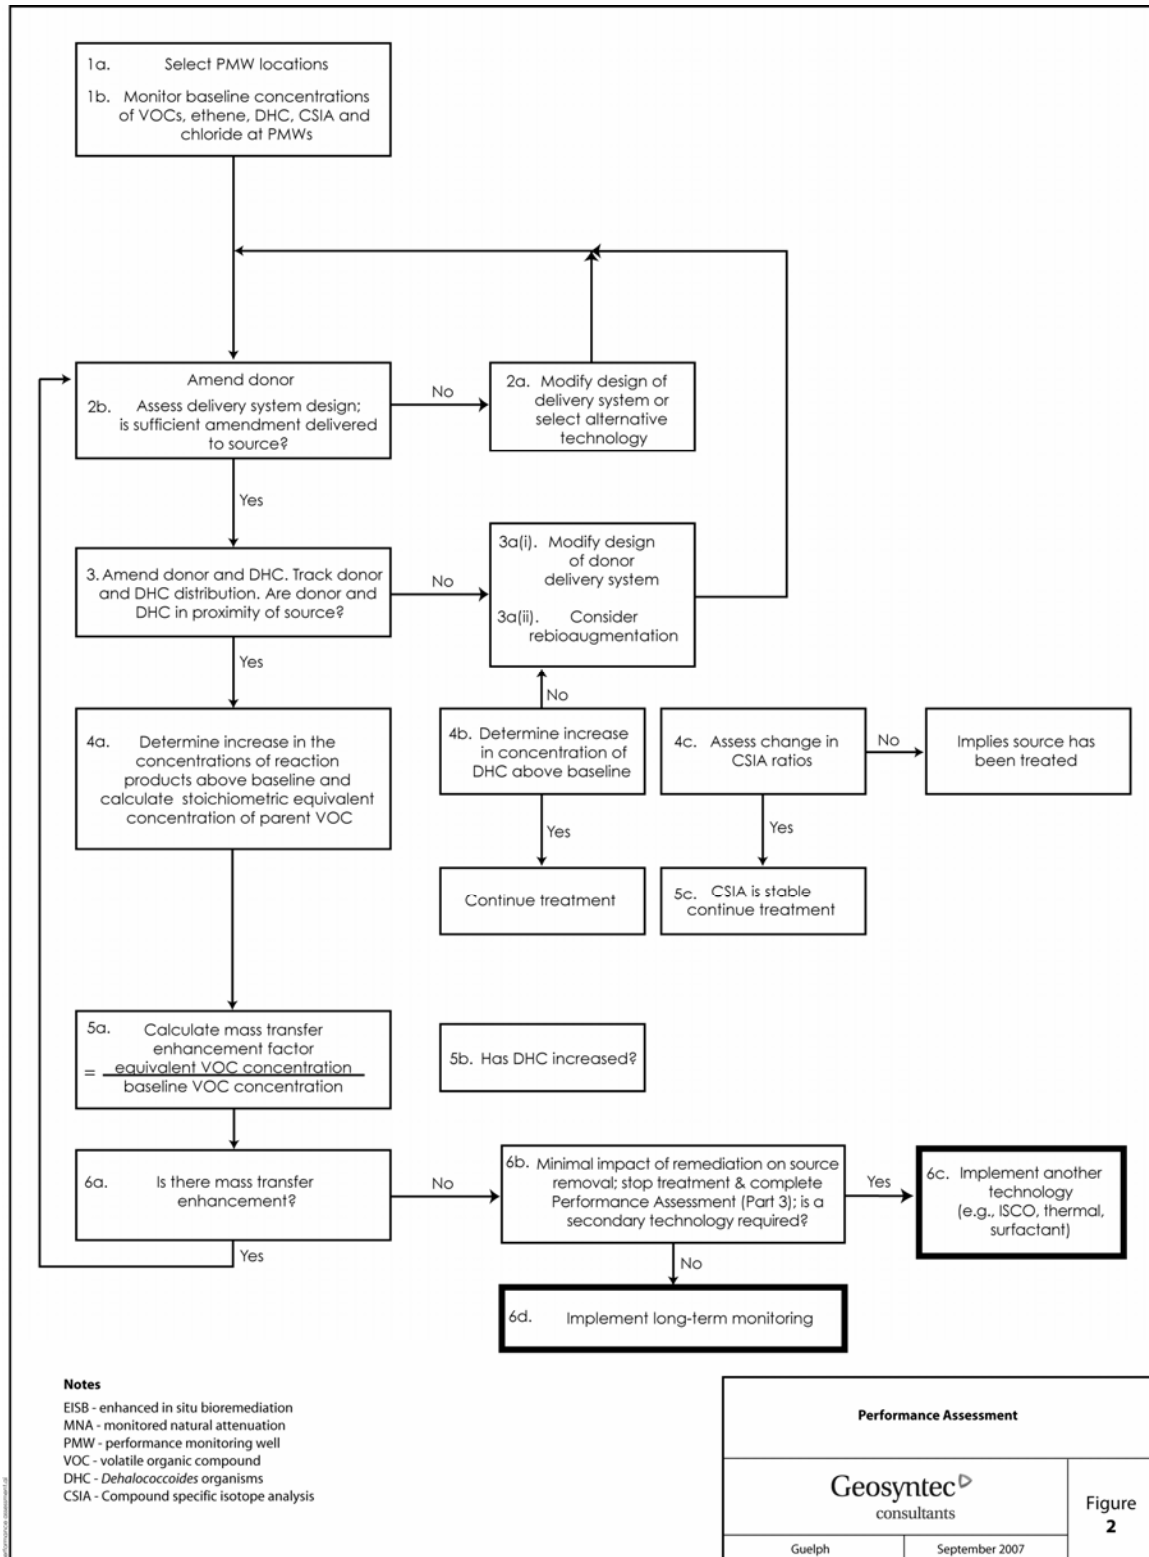 1a. Select PMW locations
1b. Monitor baseline concentrations
of VOCs, ethene, DHC, CSIA and
chloride at PMWs
Amend donor
2b. Assess delivery system design;
is sufficient amendment delivered
to source?
No
2a. Modify design of
delivery system or
select alternative
technology
Yes
3. Amend donor and DHC. Track donor
and DHC distribution. Are donor and
DHC in proximity of source?
No
3a(i). Modify design
of donor
delivery system
3a(ii). Consider
rebioaugmentation
Yes
No
4a. Determine increase in the
concentrations of reaction
products above baseline and
calculate stoichiometric equivalent
concentration of parent VOC
4b. Determine increase
in concentration of
DHC above baseline
4c. Assess change in
CSIA ratios
No
Implies source has
been treated
Yes
Yes
Continue treatment
5c. CSIA is stable
continue treatment
5a. Calculate mass transfer
enhancement factor
= equivalent VOC concentration
baseline VOC concentration
5b. Has DHC increased?
6a. Is there mass transfer
enhancement?
No
6b. Minimal impact of remediation on source
removal; stop treatment & complete
Performance Assessment (Part 3); is a
secondary technology required?
Yes
6c. Implement another
technology
(e.g., ISCO, thermal,
surfactant)
Yes
No
6d. Implement long-term monitoring
Notes
EISB - enhanced in situ bioremediation
MNA - monitored natural attenuation
PMW - performance monitoring well
VOC - volatile organic compound
DHC - Dehalococcoides organisms
CSIA - Compound specific isotope analysis
Performance Assessment
Geosyntec
consultants
Figure
2
Guelph
September 2007